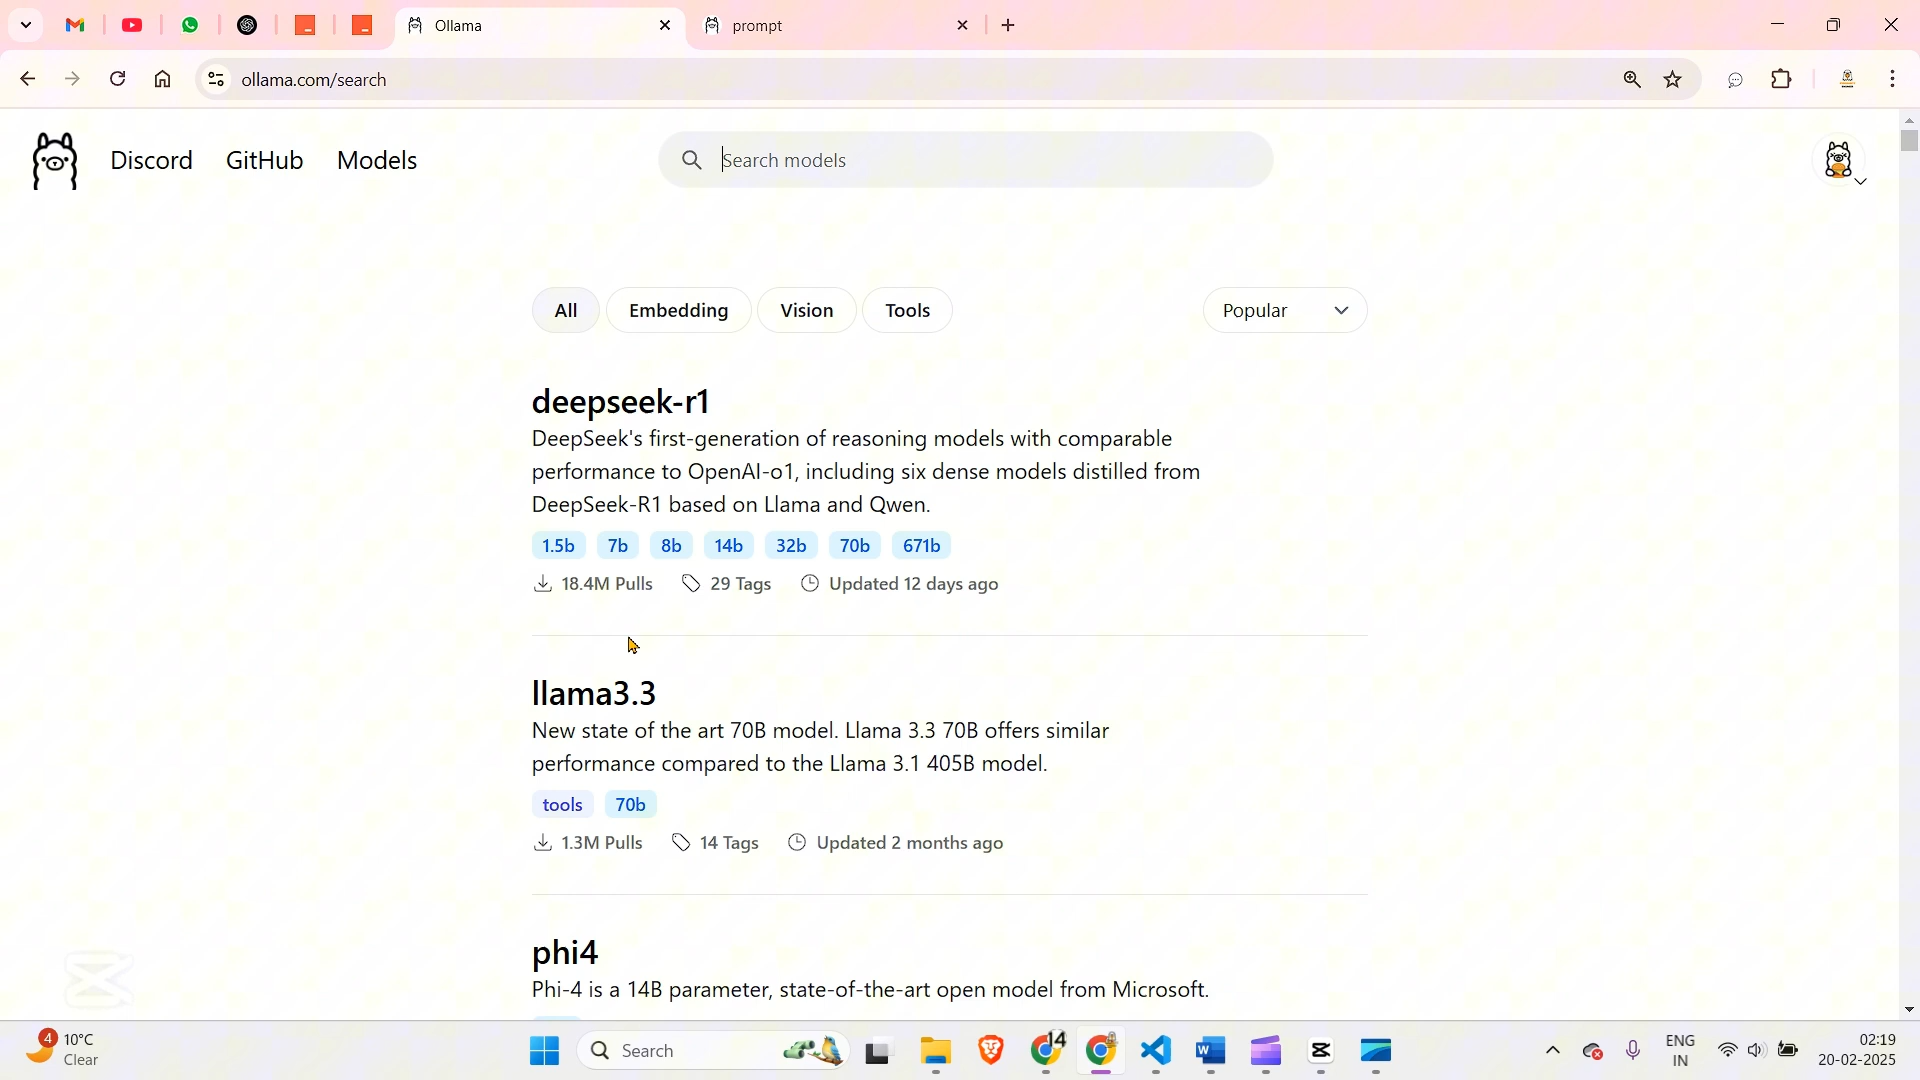 Ollama
prompt
ollama.com/search
Discord
GitHub
Models
Search models
All
Embedding
Vision
Tools
Popular
deepseek-r1
DeepSeek's first-generation of reasoning models with comparable
performance to OpenAI-o1, including six dense models distilled from
DeepSeek-R1 based on Llama and Qwen.
1.5b 7b 8b 14b 32b 70b 671b
18.4M Pulls 29 Tags Updated 12 days ago
llama3.3
New state of the art 70B model. Llama 3.3 70B offers similar
performance compared to the Llama 3.1 405B model.
tools 70b
1.3M Pulls 14 Tags Updated 2 months ago
phi4
Phi-4 is a 14B parameter, state-of-the-art open model from Microsoft.
4
10°C
Clear
Search
14
ENG
IN
02:19
20-02-2025